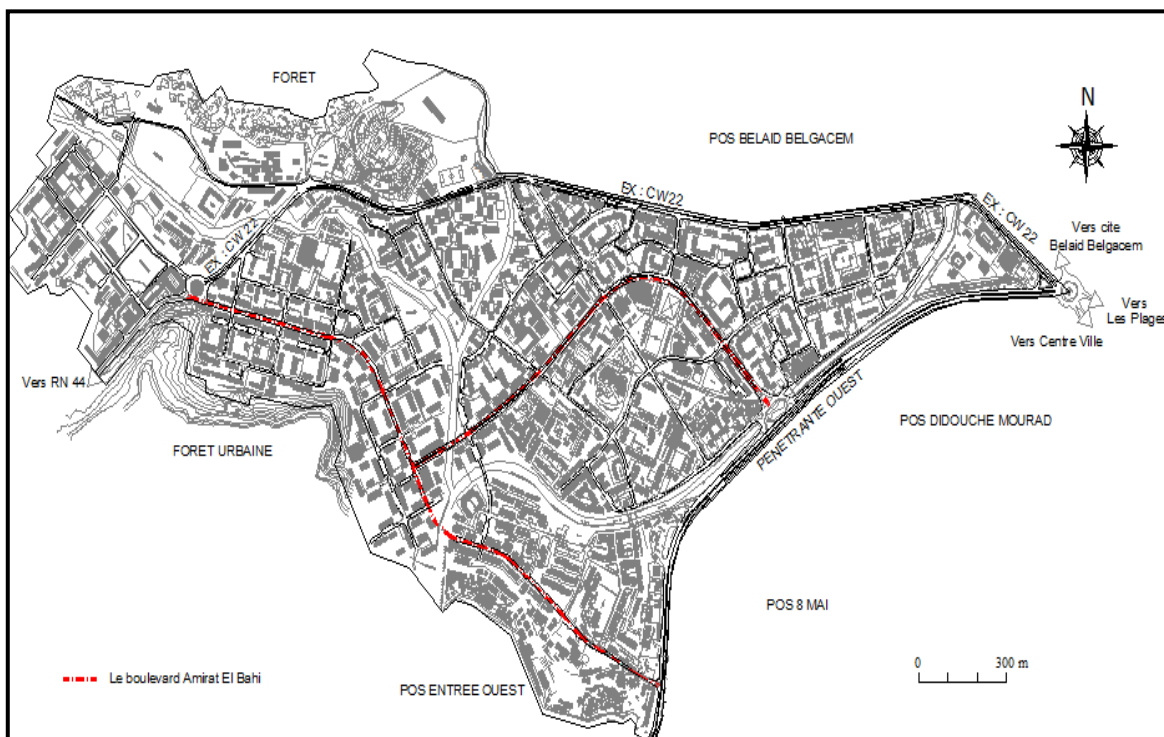 FORET
N
POS BELAID BELGACEM
EX : CW22
EX : CW22
EX : CW22
Vers cite
Belaid Belgacem
Vers
Les Plages
Vers Centre Ville
Vers RN 44
PENETRANTE OUEST
POS DIDOUCHE MOURAD
FORET URBAINE
POS 8 MAI
0 300 m
Le boulevard Amirat El Bahi
POS ENTREE OUEST